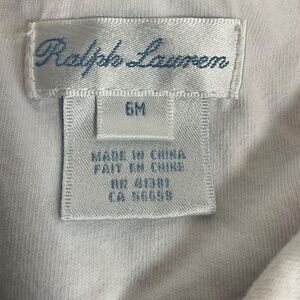 Ralph Lauren
6M
MADE IN CHINA
FAIT EN CHINE
RN 41381
CA 56658